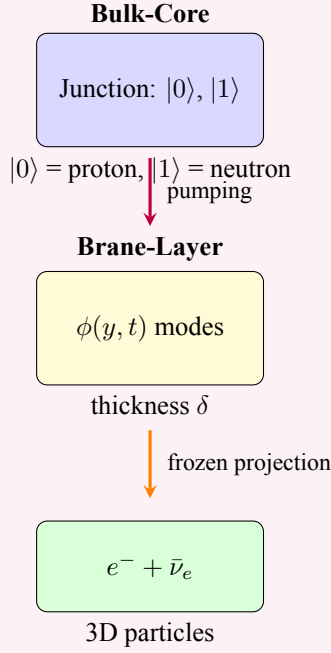 Bulk-Core
Junction: |0⟩, |1⟩
|0⟩ = proton, |1⟩ = neutron
pumping
Brane-Layer
ϕ(y, t) modes
thickness δ
frozen projection
e⁻ + ν̄ₑ
3D particles